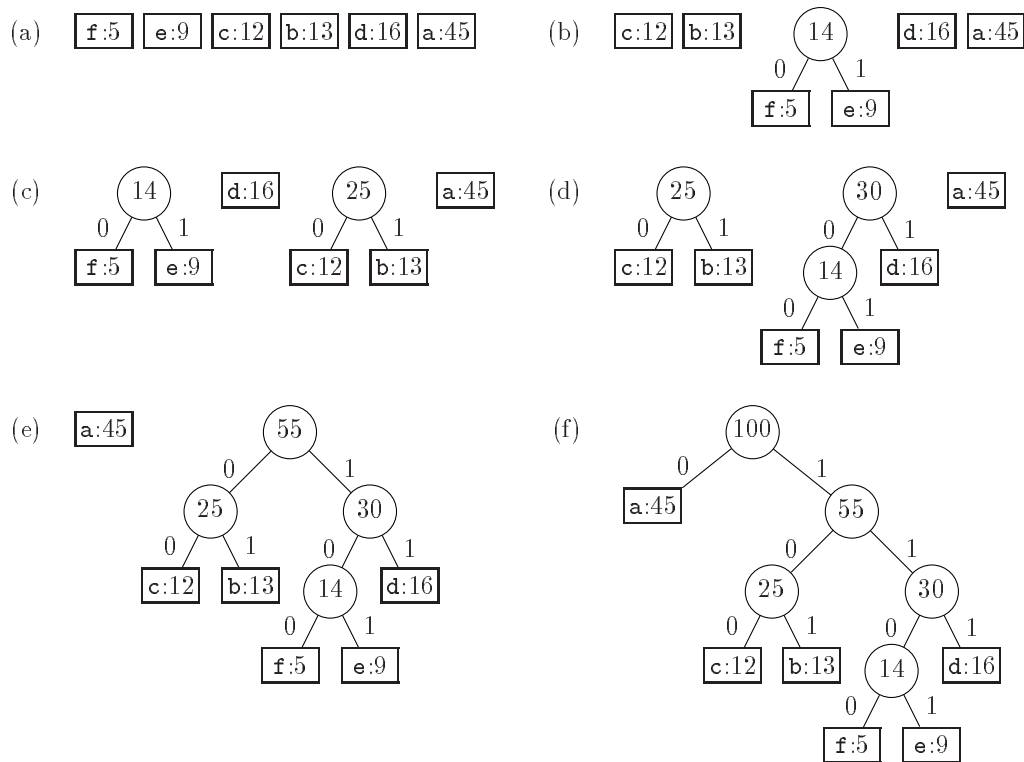 (a) f:5 e:9 c:12 b:13 d:16 a:45
(b) c:12 b:13 14 d:16 a:45
0 1
f:5 e:9
(c) 14 d:16 25 a:45
0 1 0 1
f:5 e:9 c:12 b:13
(d) 25 30 a:45
0 1 0 1
c:12 b:13 14 d:16
0 1
f:5 e:9
(e) a:45 55
0 1
25 30
0 1 0 1
c:12 b:13 14 d:16
0 1
f:5 e:9
(f) 100
0 1
a:45 55
0 1
25 30
0 1 0 1
c:12 b:13 14 d:16
0 1
f:5 e:9